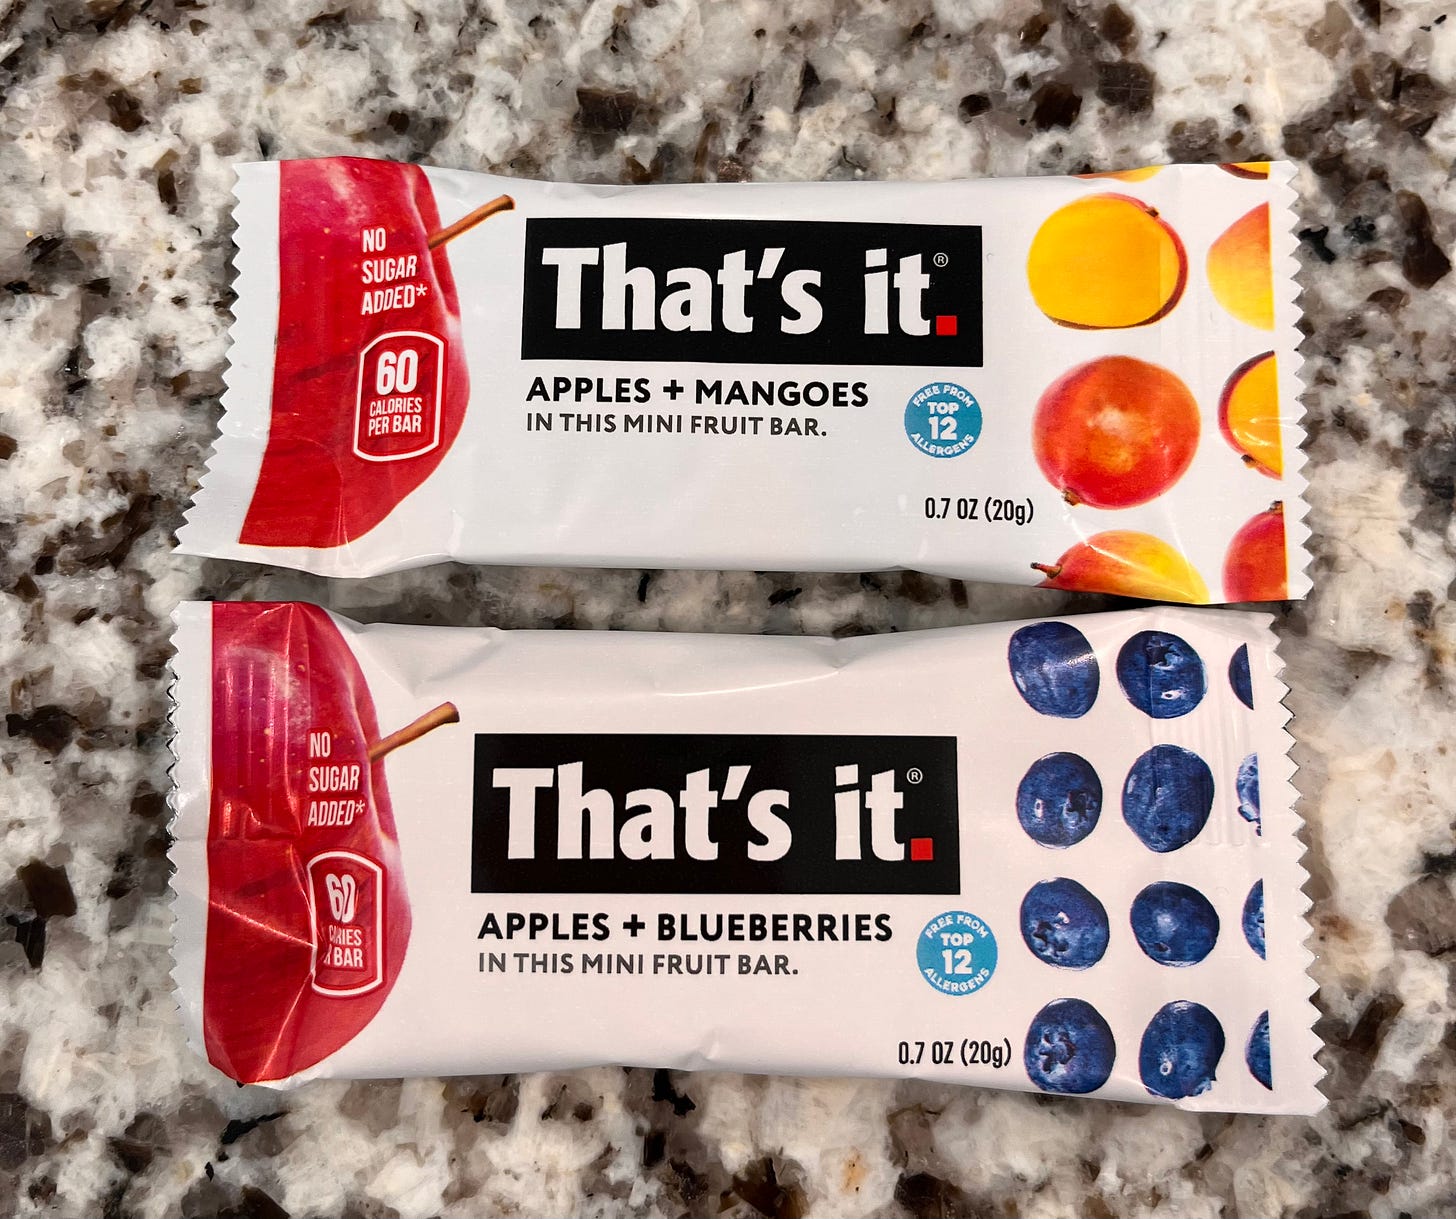 NO
SUGAR
ADDED*
60
CALORIES
PER BAR
That's it.®
APPLES + MANGOES
IN THIS MINI FRUIT BAR.
FREE FROM
TOP
12
ALLERGENS
0.7 OZ (20g)
NO
SUGAR
ADDED*
60
BAR
That's it.®
APPLES + BLUEBERRIES
IN THIS MINI FRUIT BAR.
FREE FROM
TOP
12
ALLERGENS
0.7 OZ (20g)